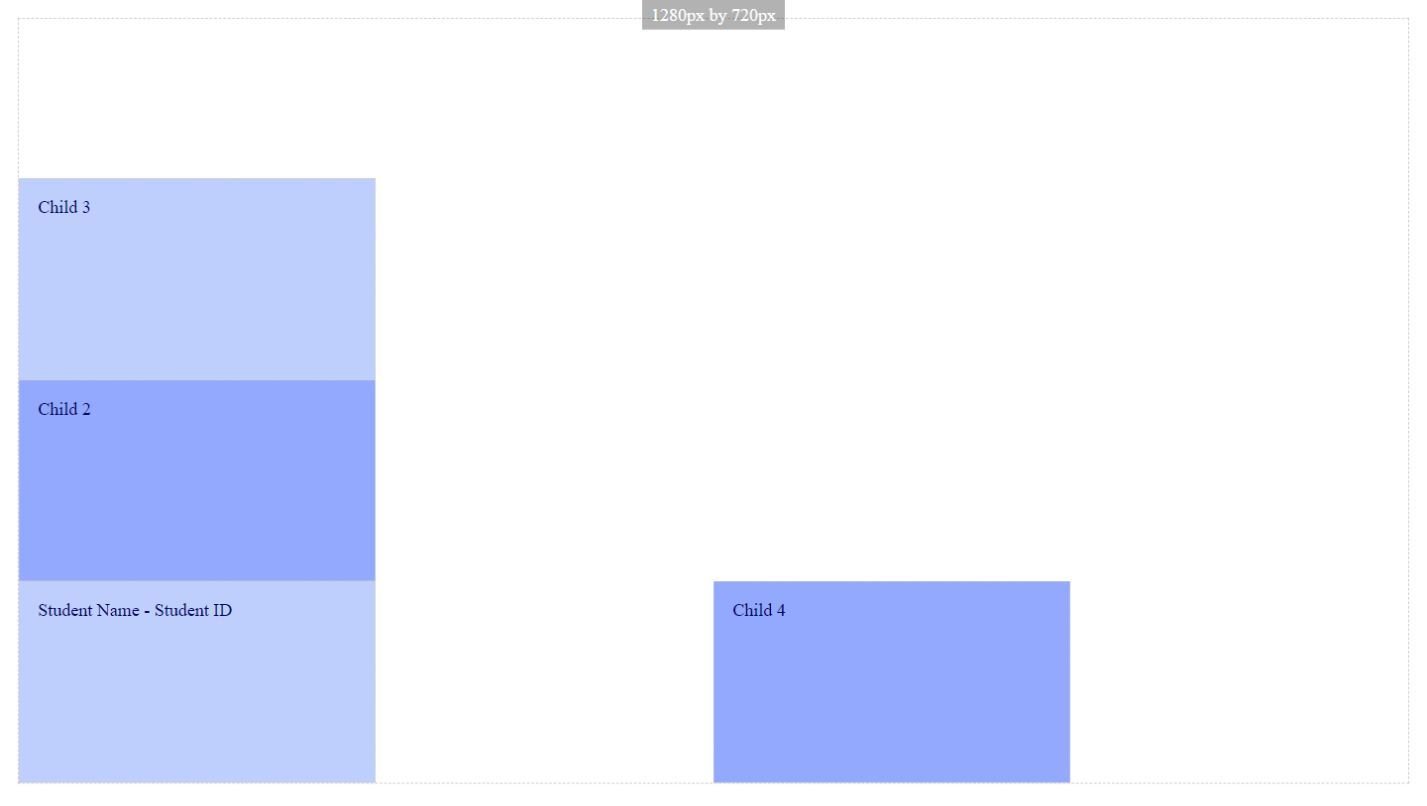 1280px by 720px
Child 3
Child 2
Student Name - Student ID
Child 4